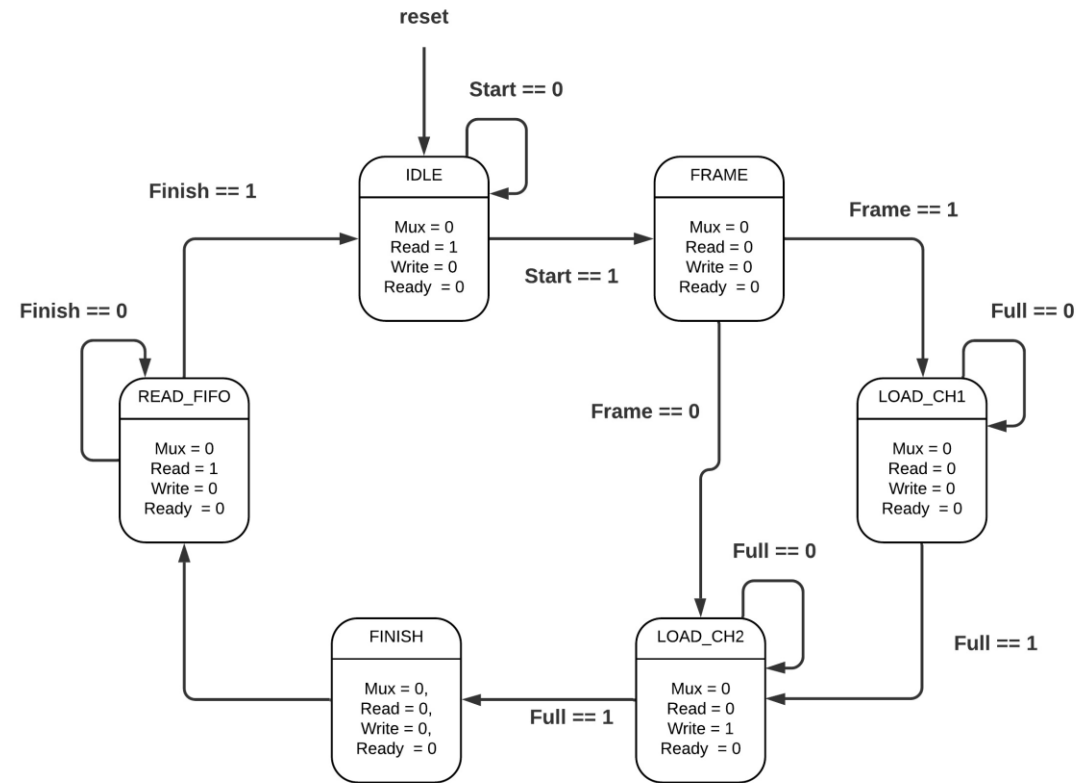 reset
Start == 0
IDLE
Mux = 0
Read = 1
Write = 0
Ready = 0
Start == 1
FRAME
Mux = 0
Read = 0
Write = 0
Ready = 0
Frame == 1
Finish == 1
Finish == 0
READ_FIFO
Mux = 0
Read = 1
Write = 0
Ready = 0
Frame == 0
Full == 0
LOAD_CH1
Mux = 0
Read = 0
Write = 0
Ready = 0
Full == 1
Full == 0
LOAD_CH2
Mux = 0
Read = 0
Write = 1
Ready = 0
Full == 1
FINISH
Mux = 0,
Read = 0,
Write = 0,
Ready = 0